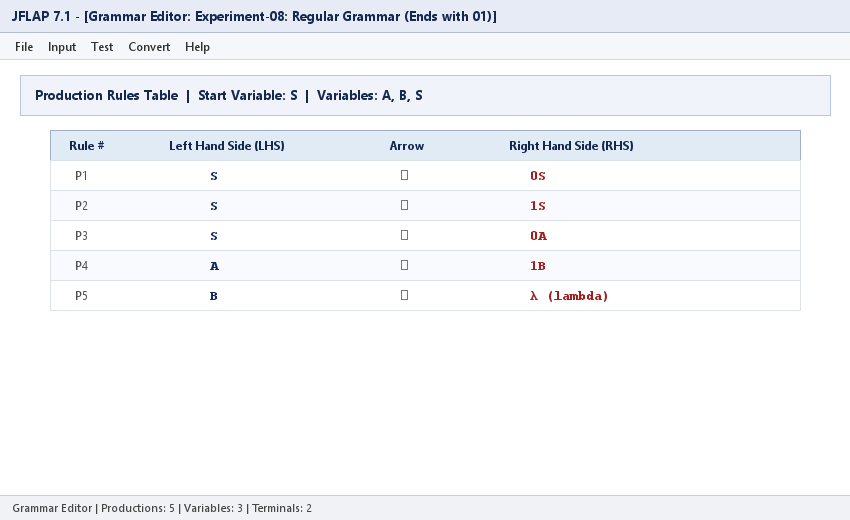 JFLAP 7.1 - [Grammar Editor: Experiment-08: Regular Grammar (Ends with 01)]
File Input Test Convert Help
Production Rules Table | Start Variable: S | Variables: A, B, S
Rule # Left Hand Side (LHS) Arrow Right Hand Side (RHS)
P1 S □ 0S
P2 S □ 1S
P3 S □ 0A
P4 A □ 1B
P5 B □ λ (lambda)
Grammar Editor | Productions: 5 | Variables: 3 | Terminals: 2